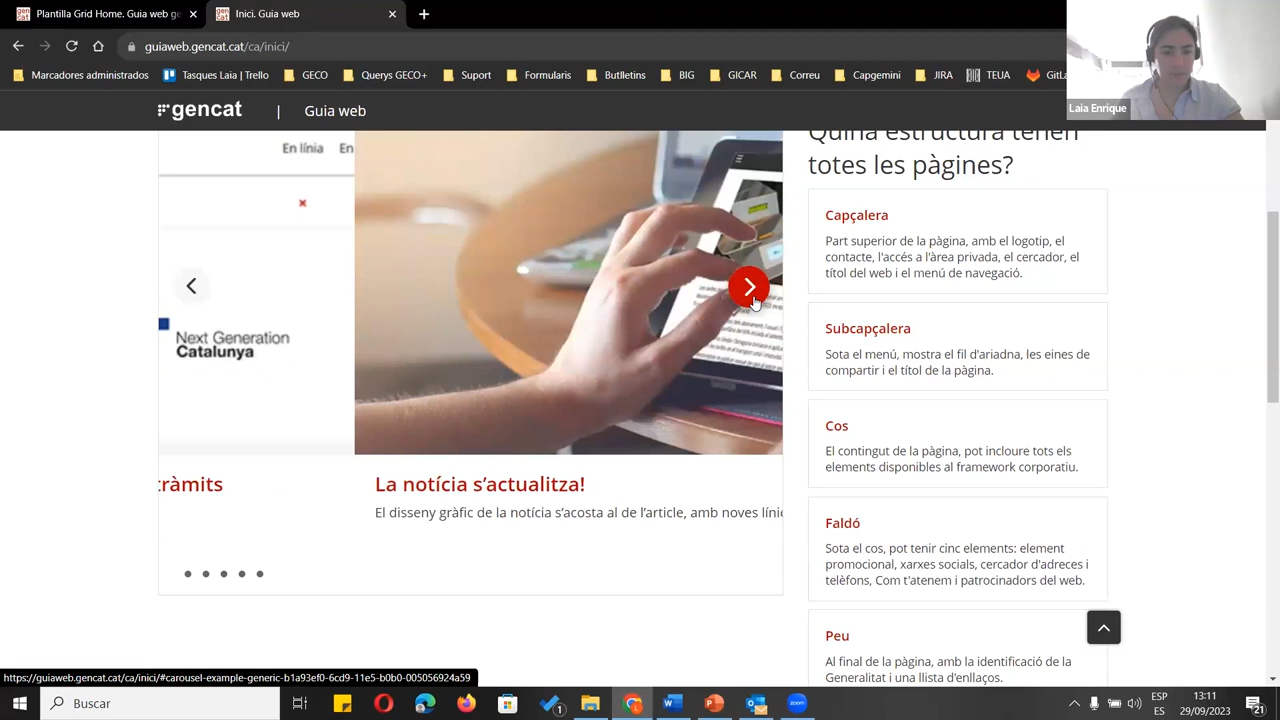 Plantilla Grid Home. Guia web ge
Inici. Guia web
guiaweb.gencat.cat/ca/inici/
Marcadores administrados
Tasques Laia | Trello
GECO
Canurys Cat
Suport
Formularis
Butlletins
BIG
GICAR
Correu
Capgemini
JIRA
TEUA
GitLa
gencat
Guia web
Laia Enrique
En línia
En
Next Generation
Catalunya
tràmits
La notícia s'actualitza!
El disseny gràfic de la notícia s'acosta al de l'article, amb noves líni
Quina estructura tenen
totes les pàgines?
Capçalera
Part superior de la pàgina, amb el logotip, el
contacte, l'accés a l'àrea privada, el cercador, el
títol del web i el menú de navegació.
Subcapçalera
Sota el menú, mostra el fil d'ariadna, les eines de
compartir i el títol de la pàgina.
Cos
El contingut de la pàgina, pot incloure tots els
elements disponibles al framework corporatiu.
Faldó
Sota el cos, pot tenir cinc elements: element
promocional, xarxes socials, cercador d'adreces i
telèfons, Com t'atenem i patrocinadors del web.
Peu
Al final de la pàgina, amb la identificació de la
Generalitat i una llista d'enllaços.
https://guiaweb.gencat.cat/ca/inici/#carousel-example-generic-b1a93e30-6cd9-11e5-b0b0-005056924a59
Buscar
zoom
ESP
ES
13:11
29/09/2023
21